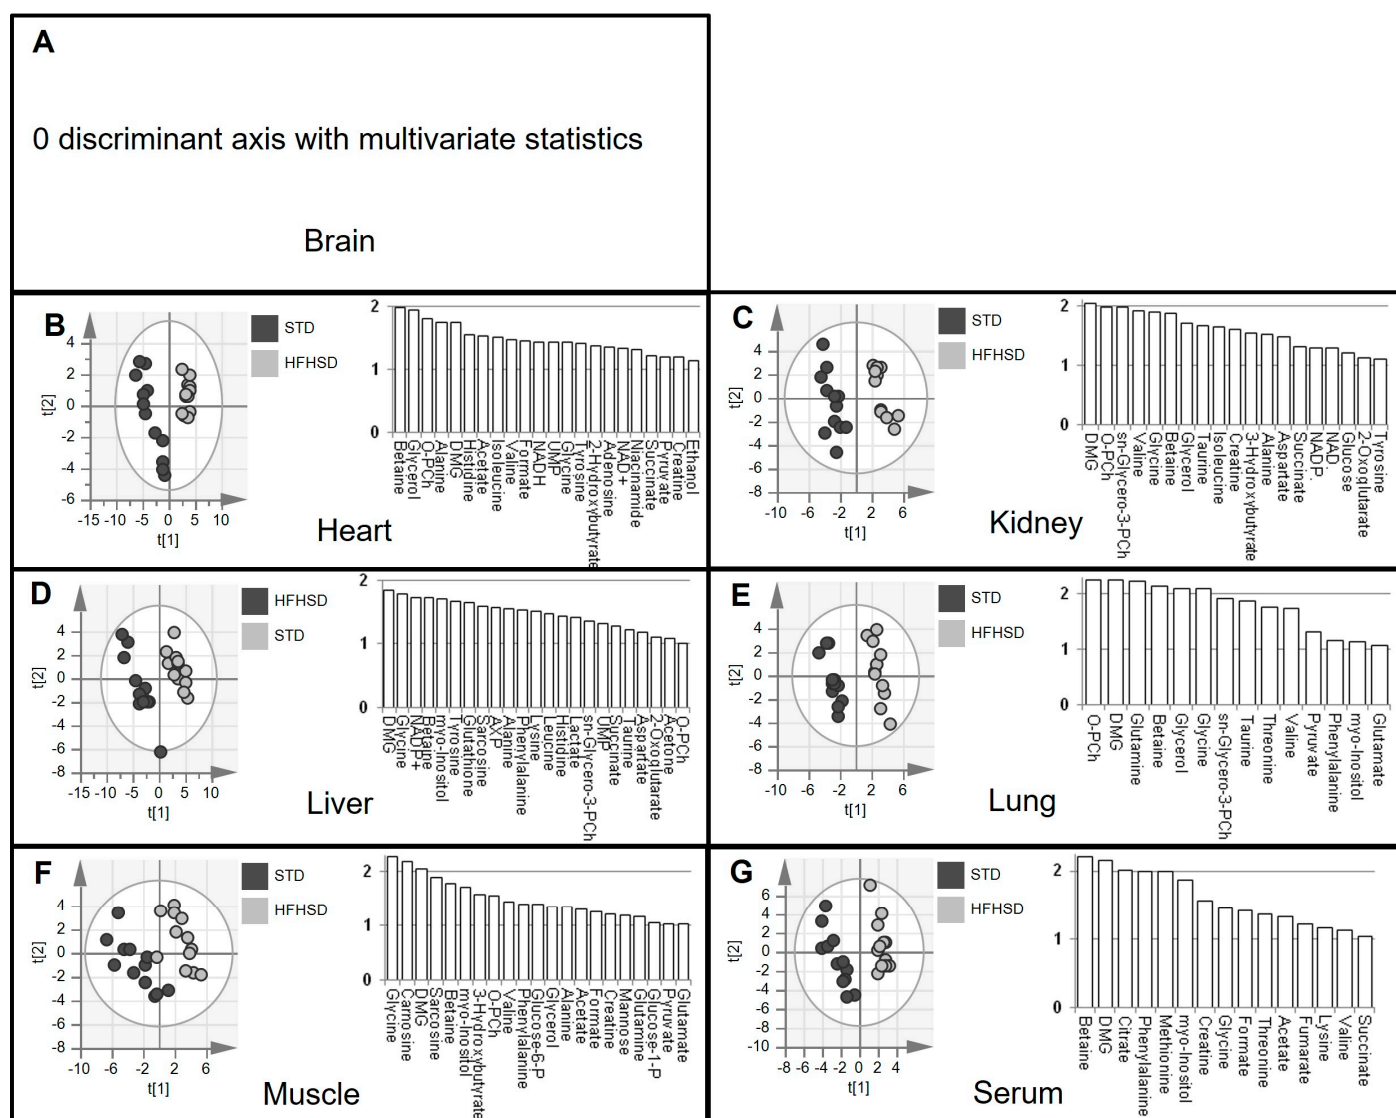 A
0 discriminant axis with multivariate statistics
Brain
B
STD
HFHSD
t[2]
4
2
0
-2
-4
-6
-15 -10 -5 0 5 10
t[1]
2
1
0
Betaine
Glycerol
O-PCh
Alanine
DMG
Histidine
Acetate
Isoleucine
Valine
Formate
NADH
UMP
Glycine
Tyrosine
2-Hydroxybutyrate
Adenosine
NAD+
Niacinamide
Succinate
Pyruvate
Creatine
Ethanol
Heart
C
STD
HFHSD
t[2]
4
2
0
-2
-4
-6
-8
-10 -6 -2 2 6
t[1]
2
1
0
DMG
O-PCh
sn-Glycero-3-PCh
Valine
Glycine
Betaine
Glycerol
Taurine
Isoleucine
Creatine
3-Hydroxybutyrate
Alanine
Aspartate
Succinate
NADP.
NAD
Glucose
2-Oxoglutarate
Tyrosine
Kidney
D
HFHSD
STD
t[2]
4
2
0
-2
-4
-6
-8
-15 -10 -5 0 5 10
t[1]
2
1
0
DMG
Glycine
NADP+
Betaine
myo-Inositol
Tyrosine
Glutathione
Sarcosine
AXP
Alanine
Phenylalanine
Lysine
Leucine
Histidine
Lactate
sn-Glycero-3-PCh
UMP
Succinate
Taurine
Aspartate
2-Oxoglutarate
Acetone
O-PCh
Liver
E
STD
HFHSD
t[2]
4
2
0
-2
-4
-6
-8
-10 -6 -2 2 6
t[1]
2
1
0
O-PCh
DMG
Glutamine
Betaine
Glycerol
Glycine
sn-Glycero-3-PCh
Taurine
Threonine
Valine
Pyruvate
Phenylalanine
myo-Inositol
Glutamate
Lung
F
STD
HFHSD
t[2]
4
2
0
-2
-4
-6
-8
-10 -6 -2 2 6
t[1]
2
1
0
Glycine
Carnosine
DMG
Sarcosine
Betaine
myo-Inositol
3-Hydroxybutyrate
O-PCh
Valine
Phenylalanine
Glucose-6-P
Glycerol
Alanine
Acetate
Formate
Creatine
Mannose
Glutamine
Glucose-1-P
Pyruvate
Glutamate
Muscle
G
STD
HFHSD
t[2]
6
4
2
0
-2
-4
-6
-8
-10
-10 -6 -2 2 6
t[1]
2
1
0
Betaine
DMG
Citrate
Phenylalanine
Methionine
myo-Inositol
Creatine
Glycine
Formate
Threonine
Acetate
Fumarate
Lysine
Valine
Succinate
Serum